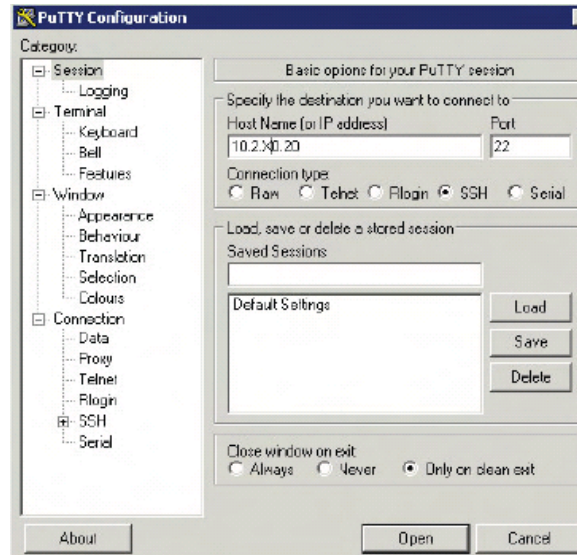 PuTTY Configuration
Category:
Session
Logging
Terminal
Keyboard
Bell
Features
Window
Appearance
Behaviour
Translation
Selection
Colours
Connection
Data
Proxy
Telnet
Rlogin
SSH
Serial
Basic options for your PuTTY session
Specify the destination you want to connect to
Host Name (or IP address) Port
10.2.X0.20 22
Connection type:
Raw Telnet Rlogin SSH Serial
Load, save or delete a stored session
Saved Sessions
Default Settings
Load
Save
Delete
Close window on exit
Always Never Only on clean exit
About Open Cancel